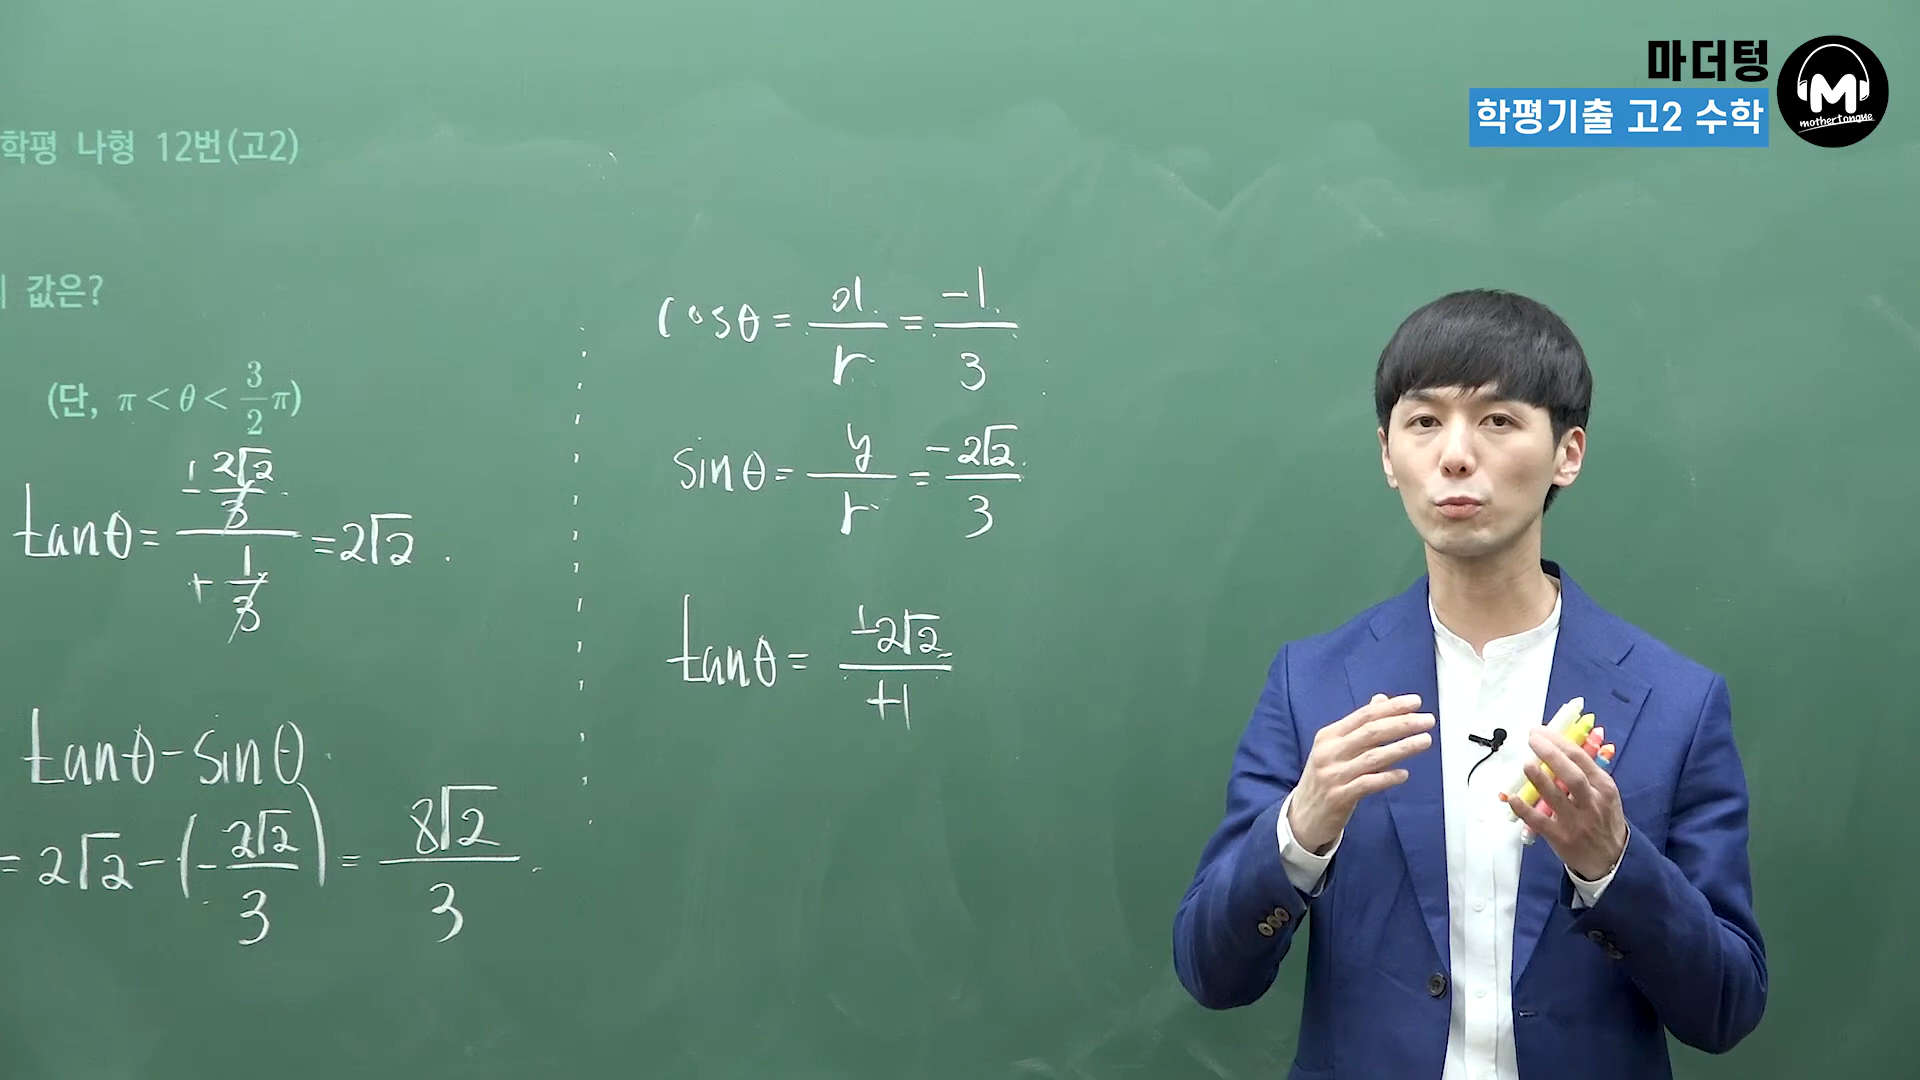 마더텅
학평기출 고2 수학
M
mothertongue
학평 나형 12번(고2)
값은?
(단, π<θ<3/2π)
tanθ = (-2√2/3)/(+1/3) = 2√2
tanθ-sinθ
= 2√2-(-2√2/3) = 8√2/3
cosθ = x/r = -1/3
sinθ = y/r = -2√2/3
tanθ = -2√2/+1